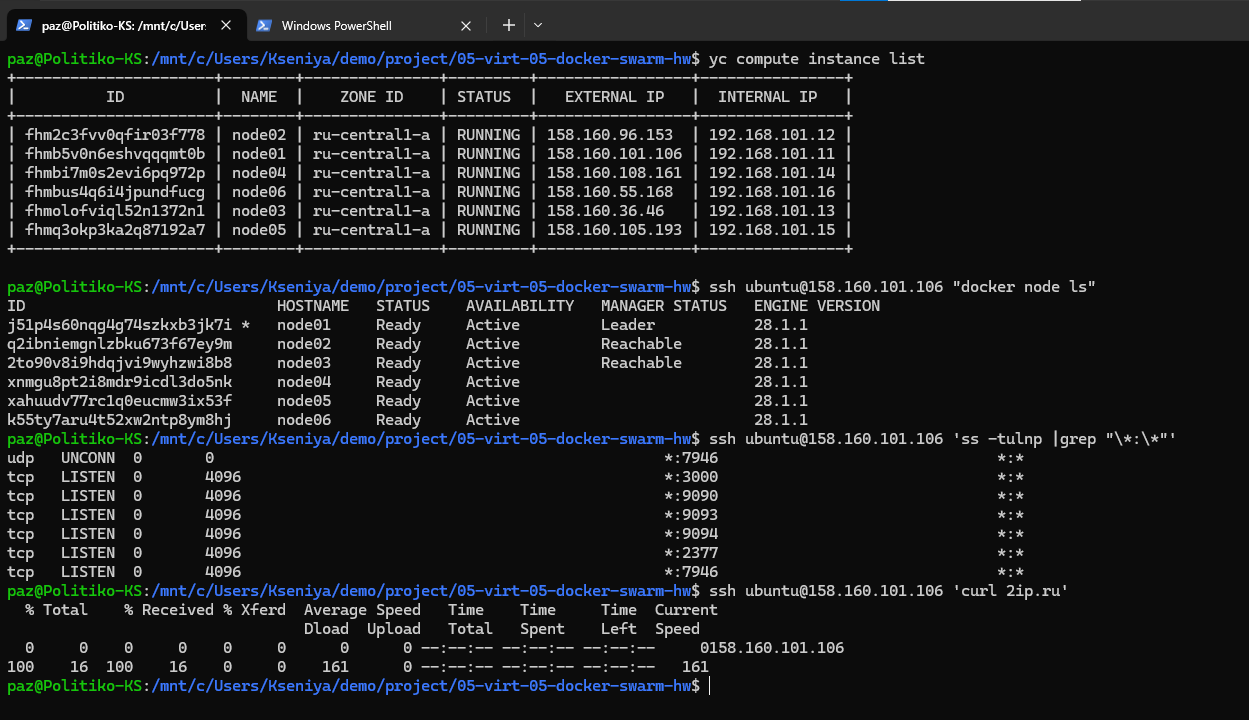 paz@Politiko-KS: /mnt/c/User: Windows PowerShell
paz@Politiko-KS:/mnt/c/Users/Kseniya/demo/project/05-virt-05-docker-swarm-hw$ yc compute instance list
+----------------------+--------+---------------+---------+-----------------+----------------+
| ID | NAME | ZONE ID | STATUS | EXTERNAL IP | INTERNAL IP |
+----------------------+--------+---------------+---------+-----------------+----------------+
| fhm2c3fvv0qfir03f778 | node02 | ru-central1-a | RUNNING | 158.160.96.153 | 192.168.101.12 |
| fhmb5v0n6eshvqqqmt0b | node01 | ru-central1-a | RUNNING | 158.160.101.106 | 192.168.101.11 |
| fhmbi7m0s2evi6pq972p | node04 | ru-central1-a | RUNNING | 158.160.108.161 | 192.168.101.14 |
| fhmbus4q6i4jpundfucg | node06 | ru-central1-a | RUNNING | 158.160.55.168 | 192.168.101.16 |
| fhmolofviql52n1372n1 | node03 | ru-central1-a | RUNNING | 158.160.36.46 | 192.168.101.13 |
| fhmq3okp3ka2q87192a7 | node05 | ru-central1-a | RUNNING | 158.160.105.193 | 192.168.101.15 |
+----------------------+--------+---------------+---------+-----------------+----------------+
paz@Politiko-KS:/mnt/c/Users/Kseniya/demo/project/05-virt-05-docker-swarm-hw$ ssh ubuntu@158.160.101.106 "docker node ls"
ID HOSTNAME STATUS AVAILABILITY MANAGER STATUS ENGINE VERSION
j51p4s60nqg4g74szkxb3jk7i * node01 Ready Active Leader 28.1.1
q2ibniemgnlzbku673f67ey9m node02 Ready Active Reachable 28.1.1
2to90v8i9hdqjvi9wyhzwi8b8 node03 Ready Active Reachable 28.1.1
xnmgu8pt2i8mdr9icdl3do5nk node04 Ready Active 28.1.1
xahuudv77rc1q0eucmw3ix53f node05 Ready Active 28.1.1
k55ty7aru4t52xw2ntp8ym8hj node06 Ready Active 28.1.1
paz@Politiko-KS:/mnt/c/Users/Kseniya/demo/project/05-virt-05-docker-swarm-hw$ ssh ubuntu@158.160.101.106 'ss -tulnp |grep "\*:\*"'
udp UNCONN 0 0 *:7946 *:*
tcp LISTEN 0 4096 *:3000 *:*
tcp LISTEN 0 4096 *:9090 *:*
tcp LISTEN 0 4096 *:9093 *:*
tcp LISTEN 0 4096 *:9094 *:*
tcp LISTEN 0 4096 *:2377 *:*
tcp LISTEN 0 4096 *:7946 *:*
paz@Politiko-KS:/mnt/c/Users/Kseniya/demo/project/05-virt-05-docker-swarm-hw$ ssh ubuntu@158.160.101.106 'curl 2ip.ru'
% Total % Received % Xferd Average Speed Time Time Time Current
Dload Upload Total Spent Left Speed
0 0 0 0 0 0 0 0 --:--:-- --:--:-- --:--:-- 0158.160.101.106
100 16 100 16 0 0 161 0 --:--:-- --:--:-- --:--:-- 161
paz@Politiko-KS:/mnt/c/Users/Kseniya/demo/project/05-virt-05-docker-swarm-hw$